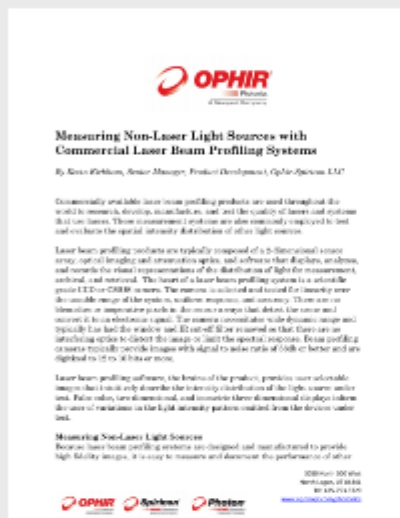 OPHIR
Photonics
A Newport Company
Measuring Non-Laser Light Sources with
Commercial Laser Beam Profiling Systems
By Kevin Kirkham, Senior Manager, Product Development, Ophir-Spiricon LLC
Commercially available laser beam profiling products are used throughout the
world to research, develop, manufacture, and test the quality of lasers and systems
that use lasers. These measurement systems are also commonly employed to test
and evaluate the spatial intensity distribution of other light sources.
Laser beam profiling products are typically composed of a 2-dimensional sensor
array, optical imaging and attenuation optics, and software that displays, analyzes,
and records the visual representations of the distribution of light for measurement,
archival, and retrieval. The heart of a laser beam profiling system is a scientific
grade CCD or CMOS camera. The camera is selected and tested for linearity over
the useable range of the system, uniform response, and accuracy. There are no
blemishes or inoperative pixels in the sensor arrays that detect the and
convert it to an electronic signal. The camera has wide dynamic range and
typically has had the window and IR cut-off filter removed so that there are no
interfering optics to distort the image or limit the spectral response. Beam profiling
cameras typically provide images with signal to noise ratio of or better and are
digitized to 12 to 16 bits or more.
Laser beam profiling software, the brains of the product, provides user selectable
images that intuitively describe the intensity distribution of the light source under
test. False color, two dimensional, and isometric three dimensional displays inform
the user of variations in the light intensity pattern emitted from the devices under
test.
Measuring Non-Laser Light Sources
Because laser beam profiling systems are designed and manufactured to provide
high fidelity images, it is easy to measure and document the performance of other
OPHIR Spiricon Photon